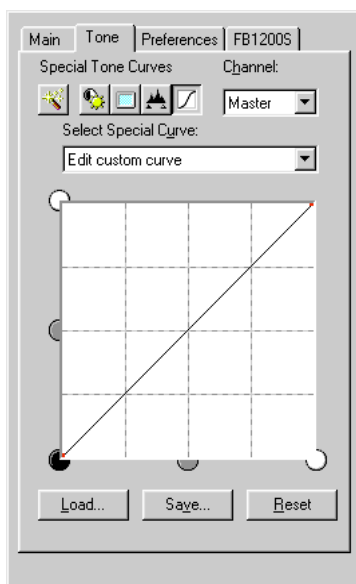 Main Tone Preferences FB1200S
Special Tone Curves Channel:
Master
Select Special Curve:
Edit custom curve
Load... Save... Reset